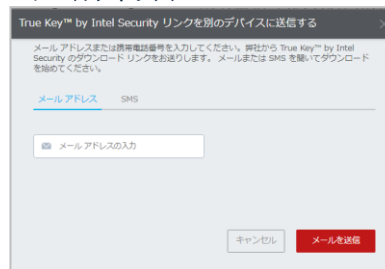 True Key™ by Intel Security リンクを別のデバイスに送信する
メール アドレスまたは携帯電話番号を入力してください。弊社から True Key™ by Intel
Security のダウンロード リンクをお送りします。 メールまたは SMS を開いてダウンロード
を始めてください。
メール アドレス SMS
メール アドレスの入力
キャンセル メールを送信